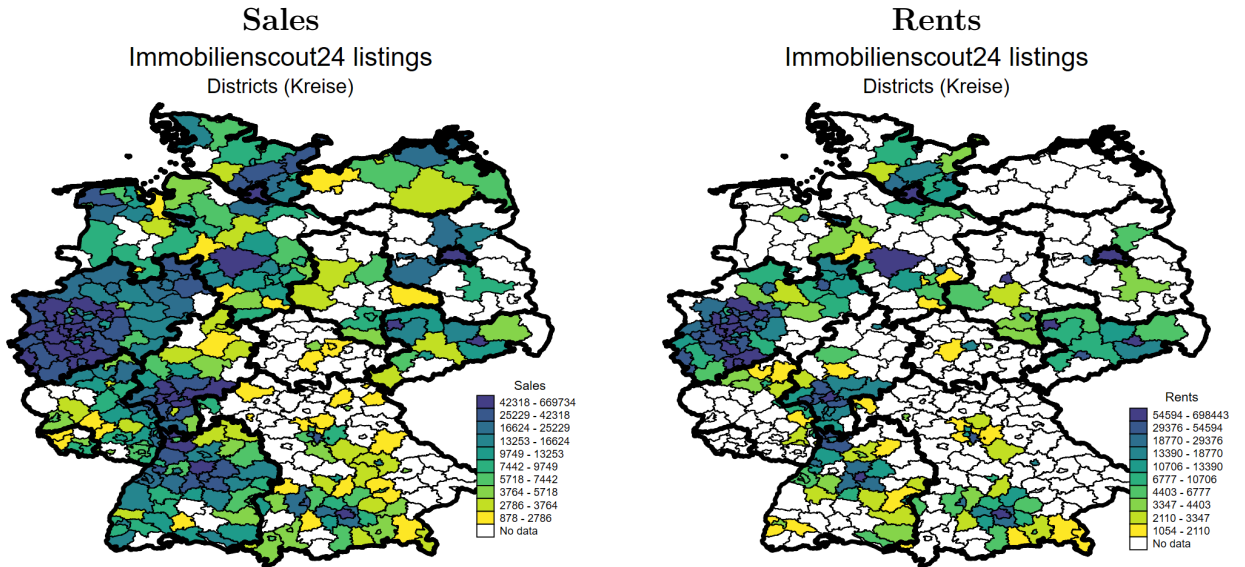 Sales
Immobilienscout24 listings
Districts (Kreise)
Sales
42318 - 669734
25229 - 42318
16624 - 25229
13253 - 16624
9749 - 13253
7442 - 9749
5718 - 7442
3764 - 5718
2786 - 3764
878 - 2786
No data
Rents
Immobilienscout24 listings
Districts (Kreise)
Rents
54594 - 698443
29376 - 54594
18770 - 29376
13390 - 18770
10706 - 13390
6777 - 10706
4403 - 6777
3347 - 4403
2110 - 3347
1054 - 2110
No data